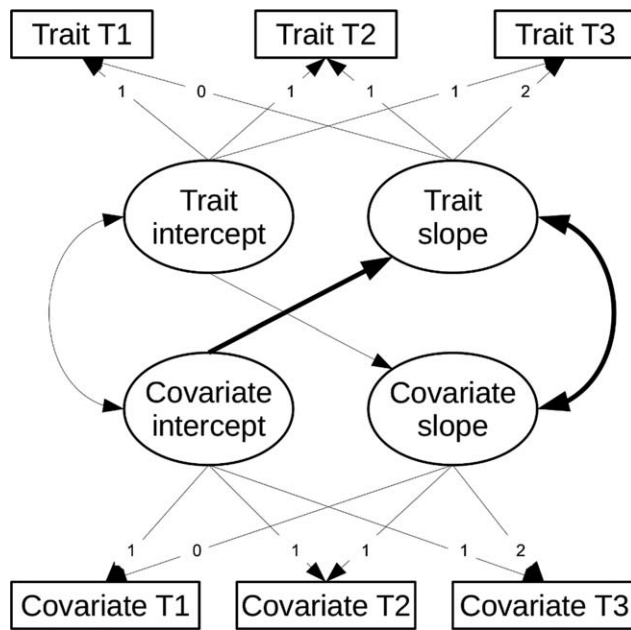 Trait T1 Trait T2 Trait T3
1 0 1 1 1 2
Trait
intercept
Trait
slope
Covariate
intercept
Covariate
slope
1 0 1 1 1 2
Covariate T1 Covariate T2 Covariate T3